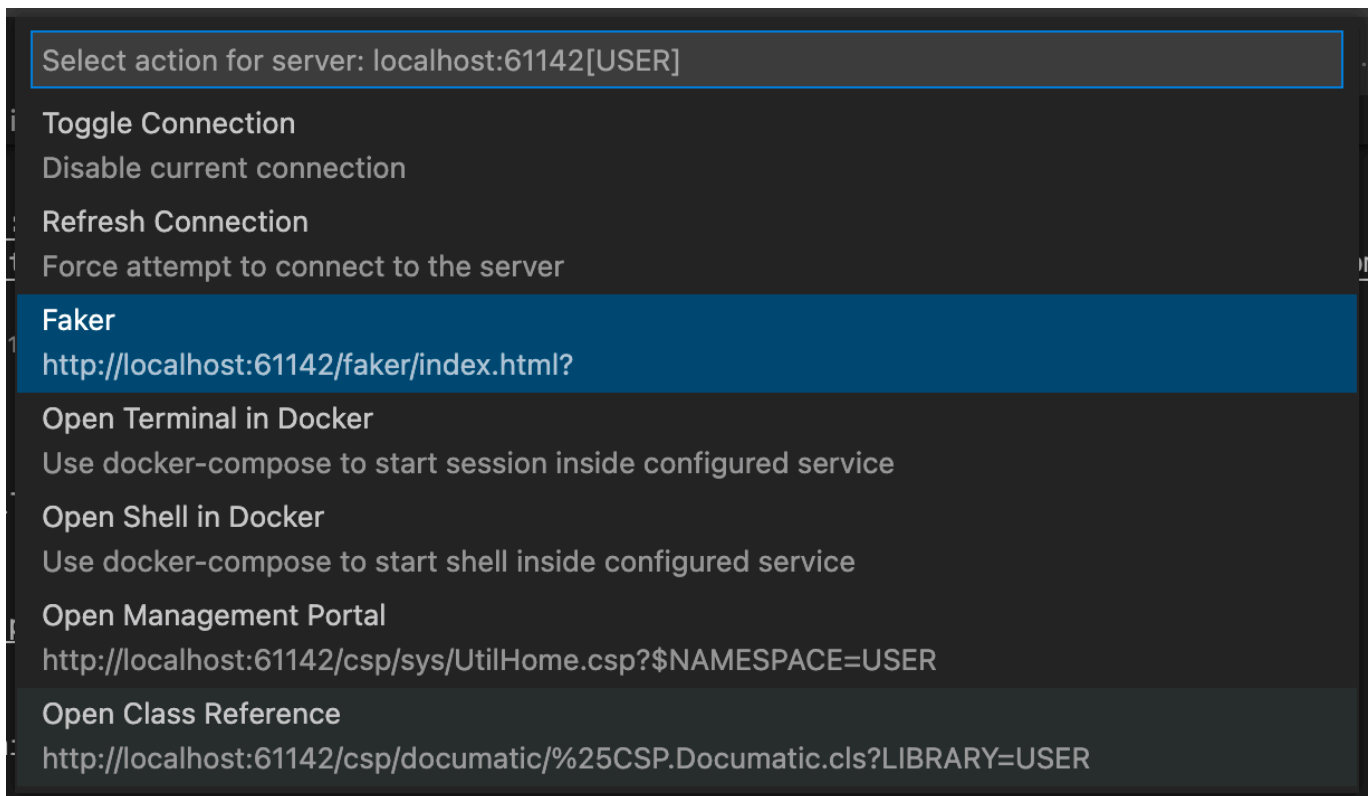 Select action for server: localhost:61142[USER]
Toggle Connection
Disable current connection
Refresh Connection
Force attempt to connect to the server
Faker
http://localhost:61142/faker/index.html?
Open Terminal in Docker
Use docker-compose to start session inside configured service
Open Shell in Docker
Use docker-compose to start shell inside configured service
Open Management Portal
http://localhost:61142/csp/sys/UtilHome.csp?$NAMESPACE=USER
Open Class Reference
http://localhost:61142/csp/documatic/%25CSP.Documatic.cls?LIBRARY=USER